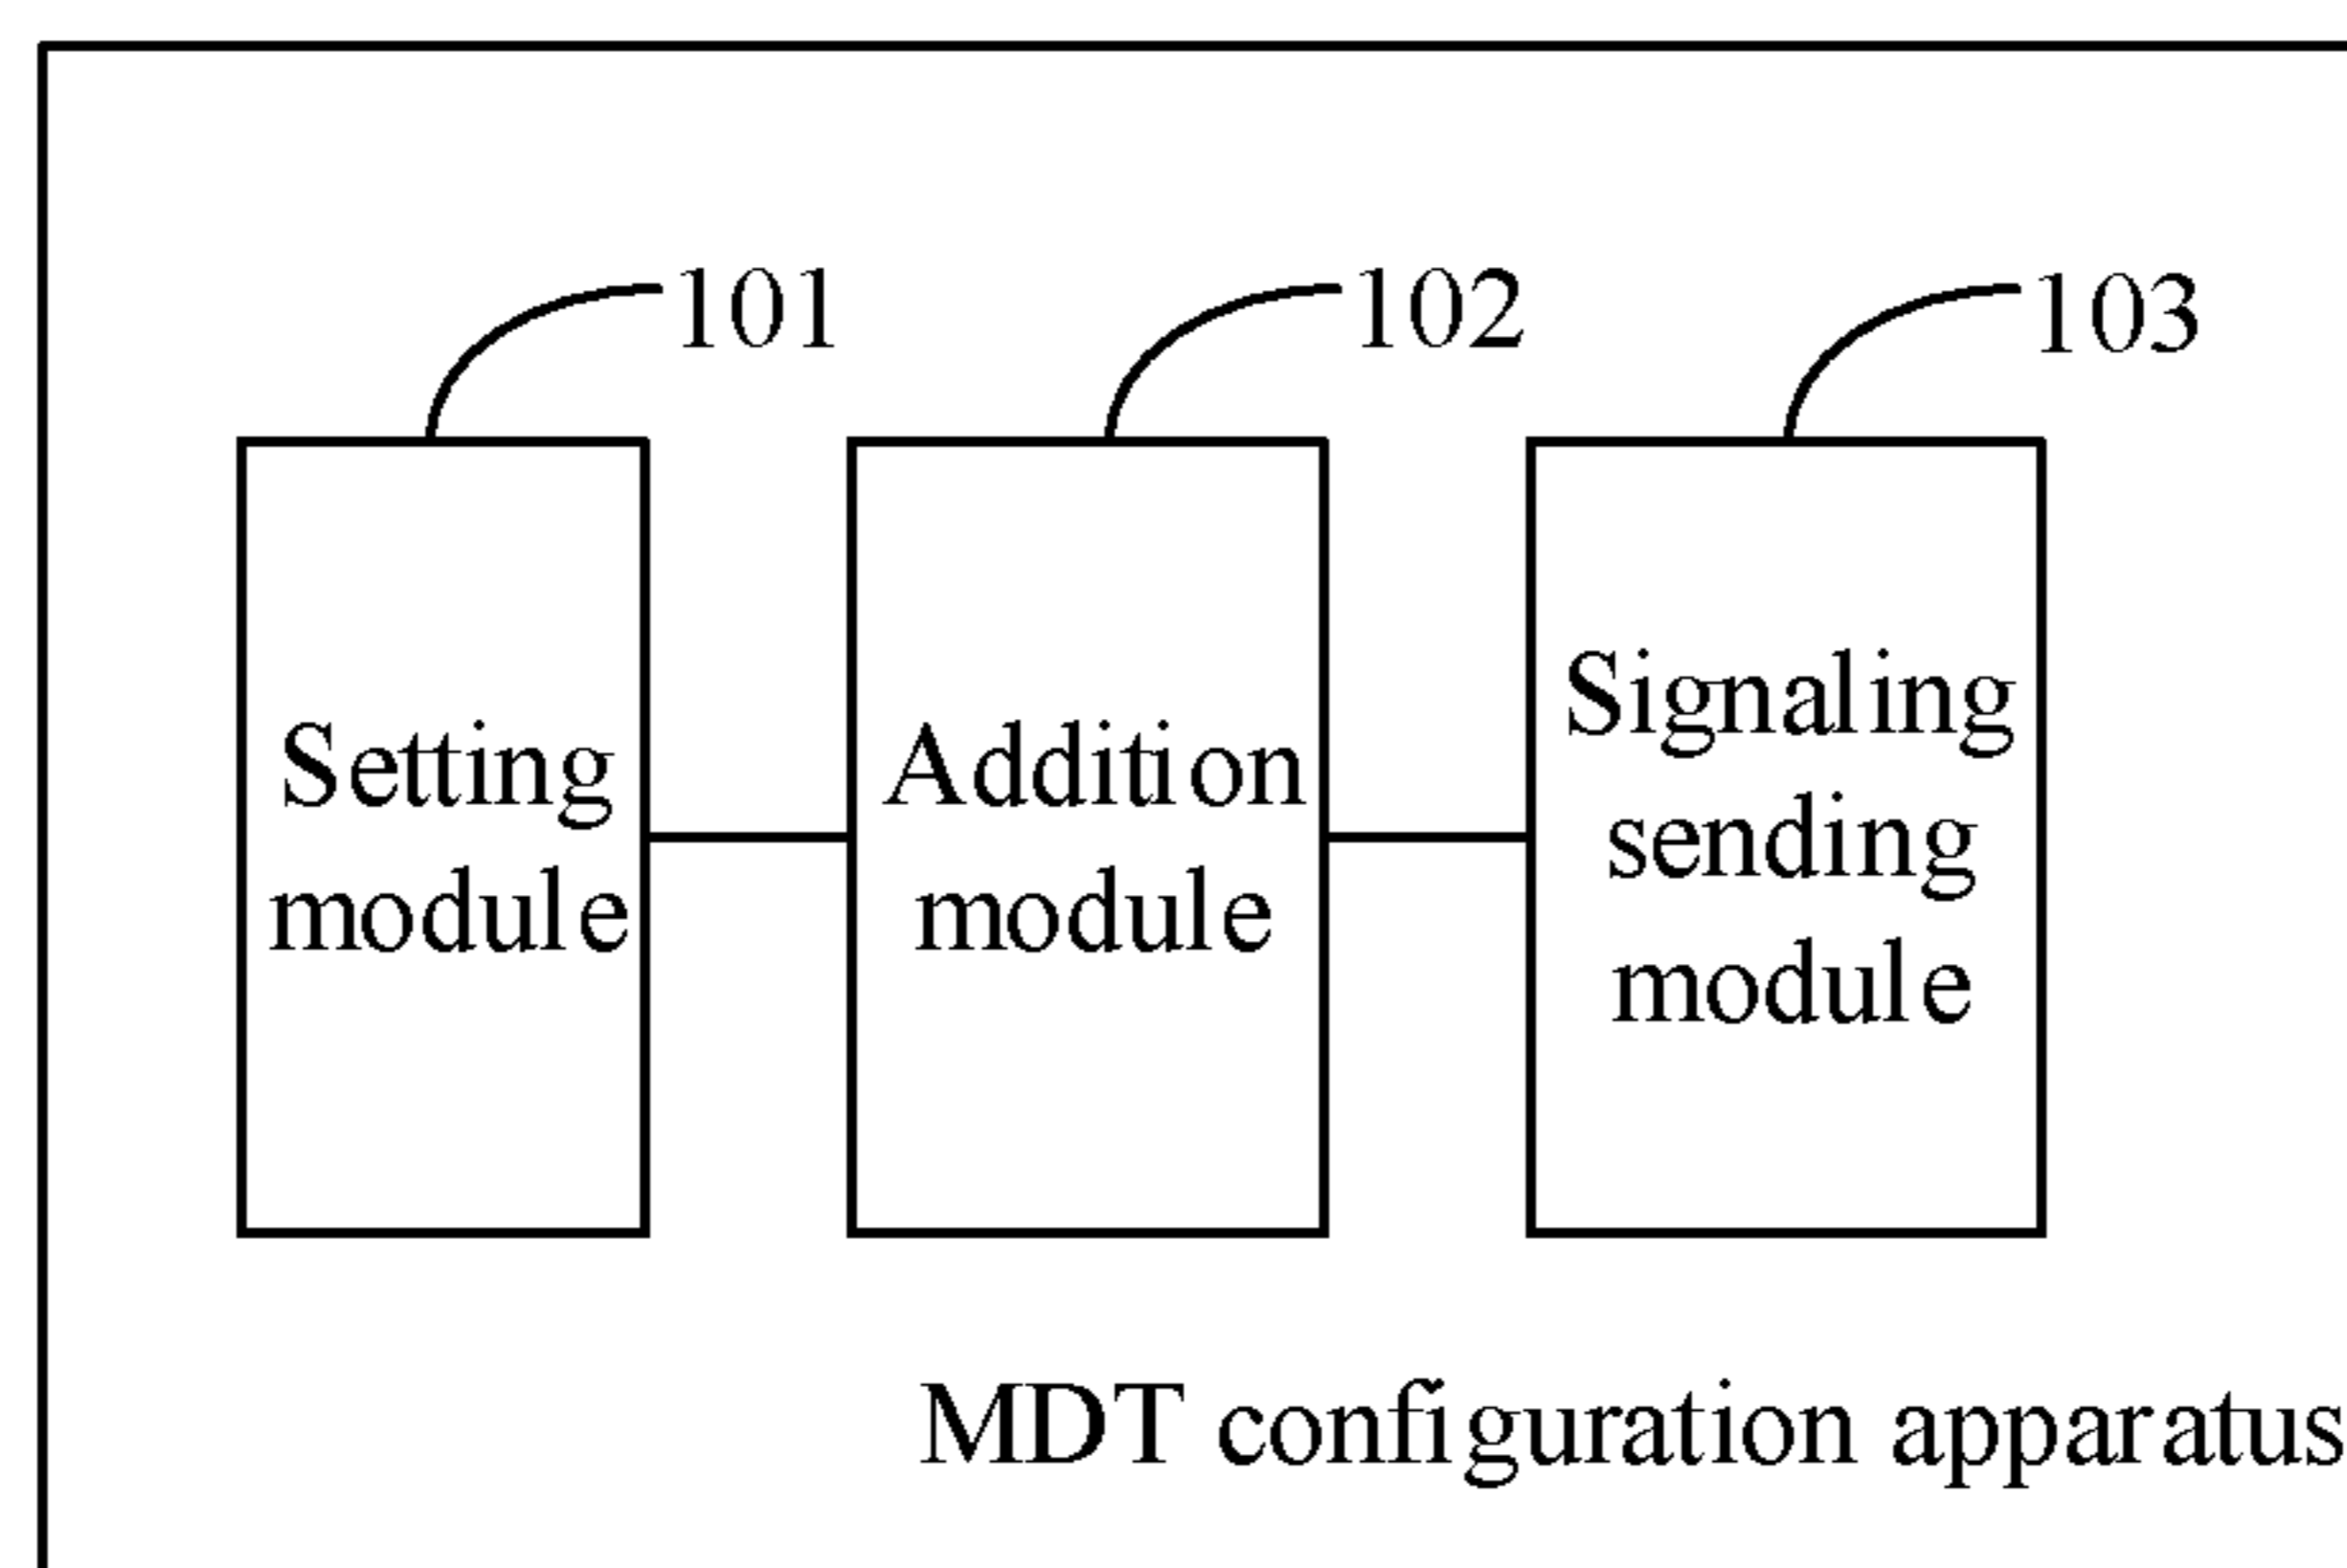 101
102
103
Setting
module
Addition
module
Signaling
sending
module
MDT configuration apparatus